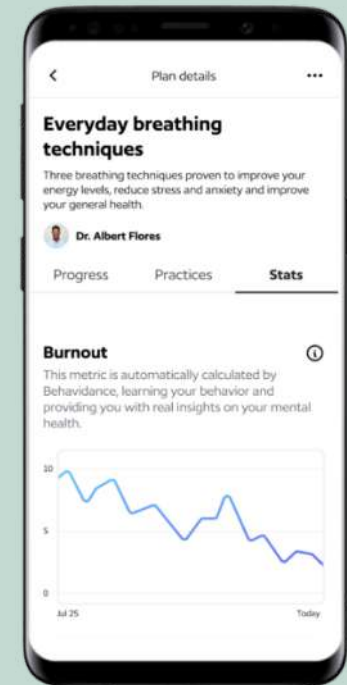 Plan details
Everyday breathing
techniques
Three breathing techniques proven to improve your
energy levels, reduce stress and anxiety and improve
your general health.
Dr. Albert Flores
Progress Practices Stats
Burnout
This metric is automatically calculated by
Behavidance, learning your behavior and
providing you with real insights on your mental
health.
10
5
0
Jul 25 Today